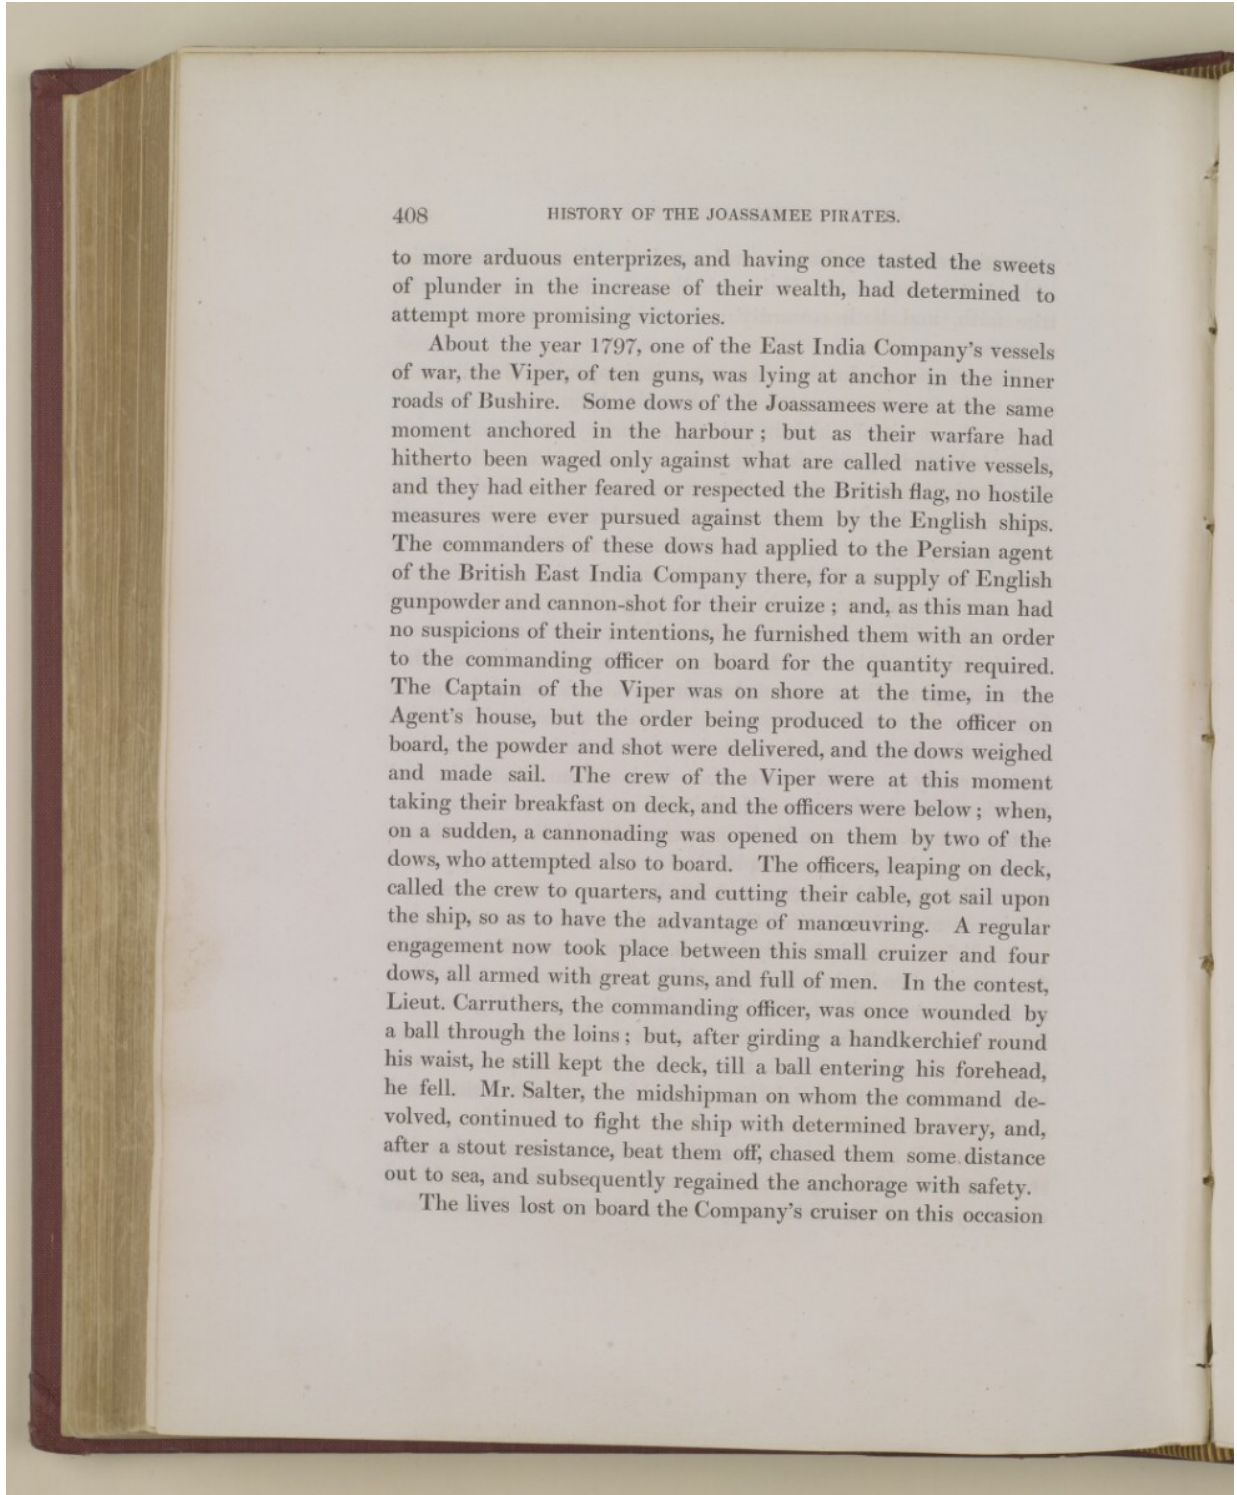 408 HISTORY OF THE JOASSAMEE PIRATES.
to more arduous enterprizes, and having once tasted the sweets
of plunder in the increase of their wealth, had determined to
attempt more promising victories.
About the year 1797, one of the East India Company's vessels
of war, the Viper, of ten guns, was lying at anchor in the inner
roads of Bushire. Some dows of the Joassamees were at the same
moment anchored in the harbour; but as their warfare had
hitherto been waged only against what are called native vessels,
and they had either feared or respected the British flag, no hostile
measures were ever pursued against them by the English ships.
The commanders of these dows had applied to the Persian agent
of the British East India Company there, for a supply of English
gunpowder and cannon-shot for their cruize; and, as this man had
no suspicions of their intentions, he furnished them with an order
to the commanding officer on board for the quantity required.
The Captain of the Viper was on shore at the time, in the
Agent's house, but the order being produced to the officer on
board, the powder and shot were delivered, and the dows weighed
and made sail. The crew of the Viper were at this moment
taking their breakfast on deck, and the officers were below; when,
on a sudden, a cannonading was opened on them by two of the
dows, who attempted also to board. The officers, leaping on deck,
called the crew to quarters, and cutting their cable, got sail upon
the ship, so as to have the advantage of manœuvring. A regular
engagement now took place between this small cruizer and four
dows, all armed with great guns, and full of men. In the contest,
Lieut. Carruthers, the commanding officer, was once wounded by
a ball through the loins; but, after girding a handkerchief round
his waist, he still kept the deck, till a ball entering his forehead,
he fell. Mr. Salter, the midshipman on whom the command de-
volved, continued to fight the ship with determined bravery, and,
after a stout resistance, beat them off, chased them some distance
out to sea, and subsequently regained the anchorage with safety.
The lives lost on board the Company's cruiser on this occasion